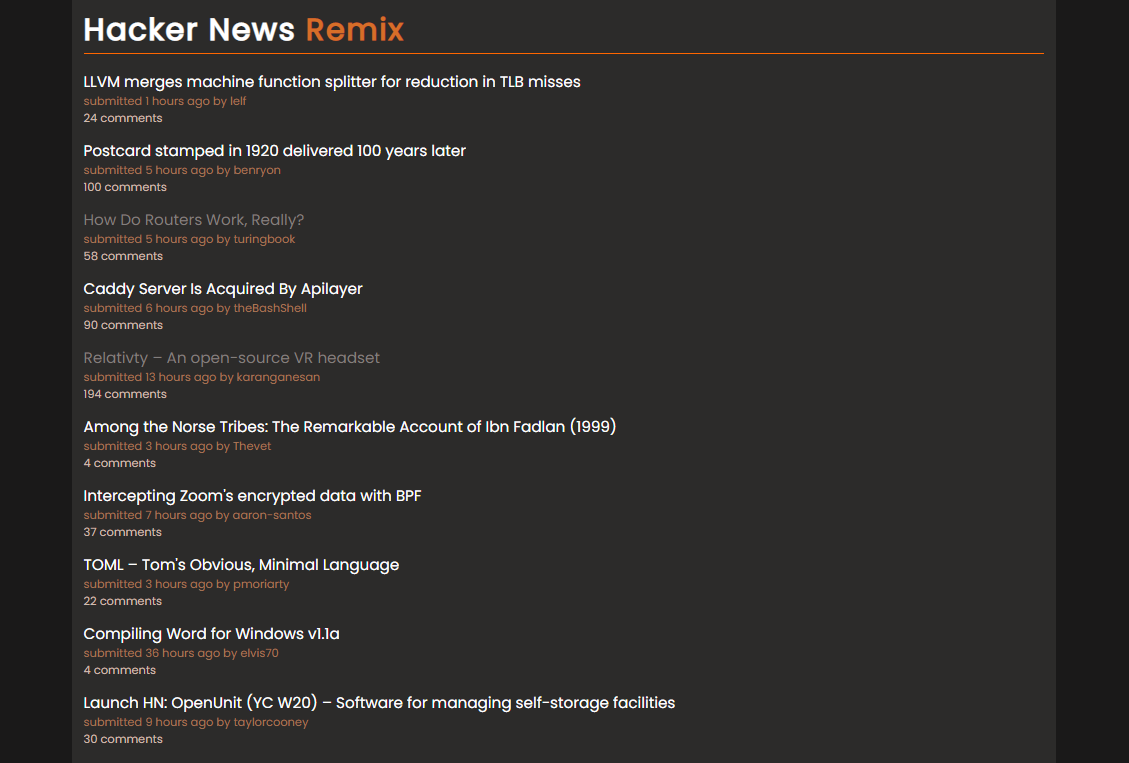 Hacker News Remix
LLVM merges machine function splitter for reduction in TLB misses
submitted 1 hours ago by lelf
24 comments
Postcard stamped in 1920 delivered 100 years later
submitted 5 hours ago by benryon
100 comments
How Do Routers Work, Really?
submitted 5 hours ago by turingbook
58 comments
Caddy Server Is Acquired By Apilayer
submitted 6 hours ago by theBashShell
90 comments
Relativty – An open-source VR headset
submitted 13 hours ago by karanganesan
194 comments
Among the Norse Tribes: The Remarkable Account of Ibn Fadlan (1999)
submitted 3 hours ago by Thevet
4 comments
Intercepting Zoom's encrypted data with BPF
submitted 7 hours ago by aaron-santos
37 comments
TOML – Tom's Obvious, Minimal Language
submitted 3 hours ago by pmoriarty
22 comments
Compiling Word for Windows v1.1a
submitted 36 hours ago by elvis70
4 comments
Launch HN: OpenUnit (YC W20) – Software for managing self-storage facilities
submitted 9 hours ago by taylorcooney
30 comments